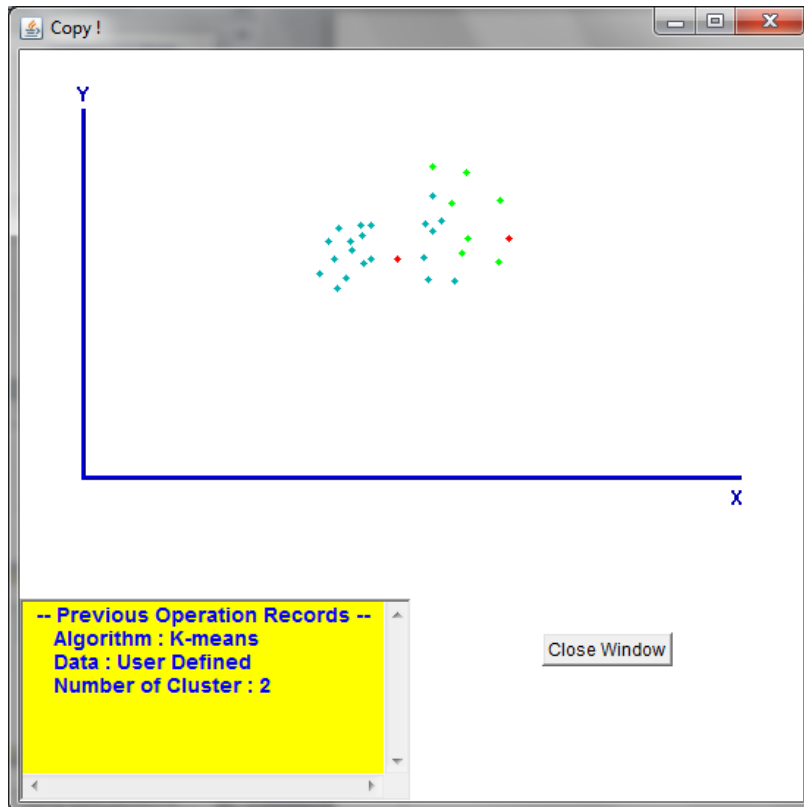 Copy !
Y
X
-- Previous Operation Records --
Algorithm : K-means
Data : User Defined
Number of Cluster : 2
Close Window